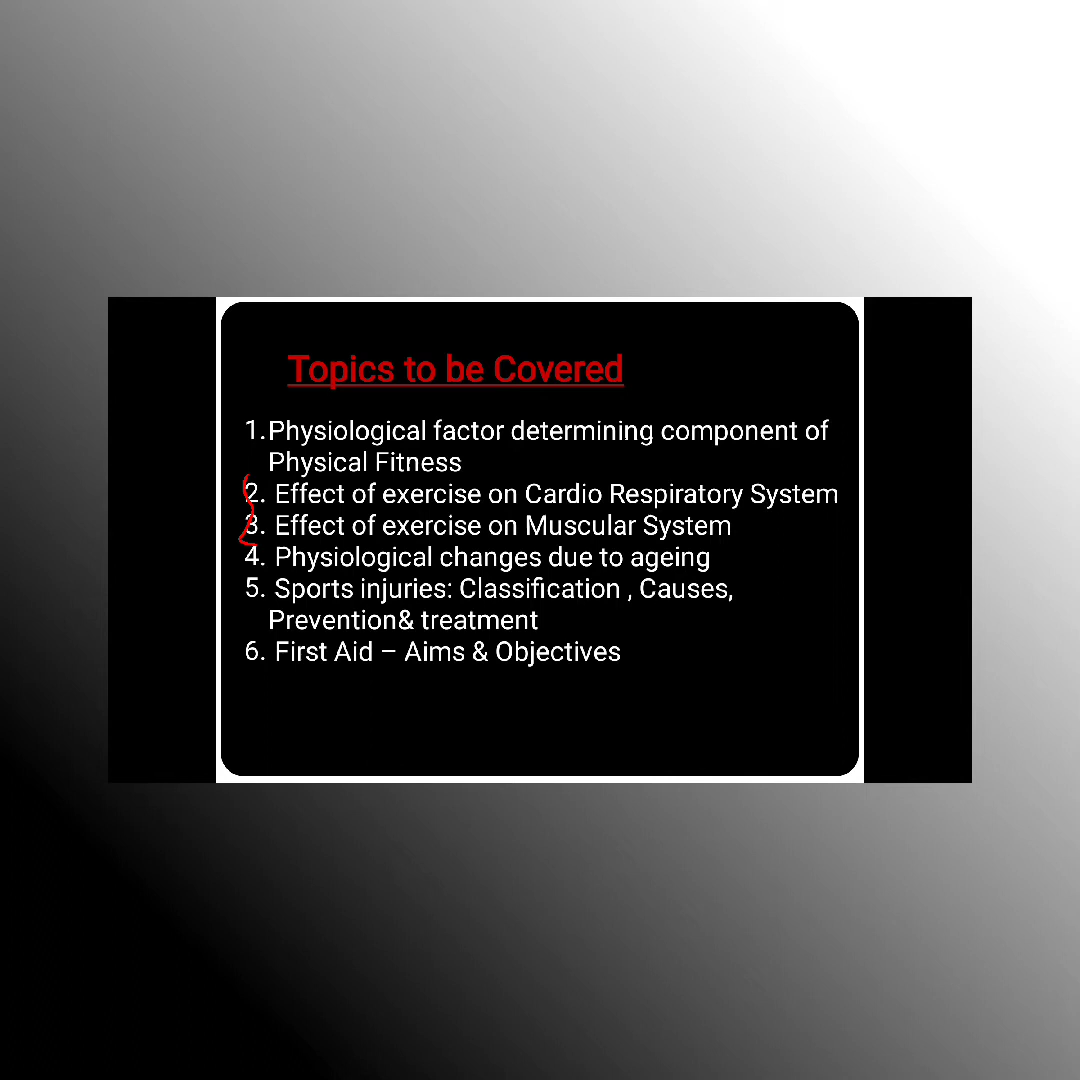 Topics to be Covered
1.Physiological factor determining component of
Physical Fitness
2. Effect of exercise on Cardio Respiratory System
3. Effect of exercise on Muscular System
4. Physiological changes due to ageing
5. Sports injuries: Classification , Causes,
Prevention& treatment
6. First Aid – Aims & Objectives